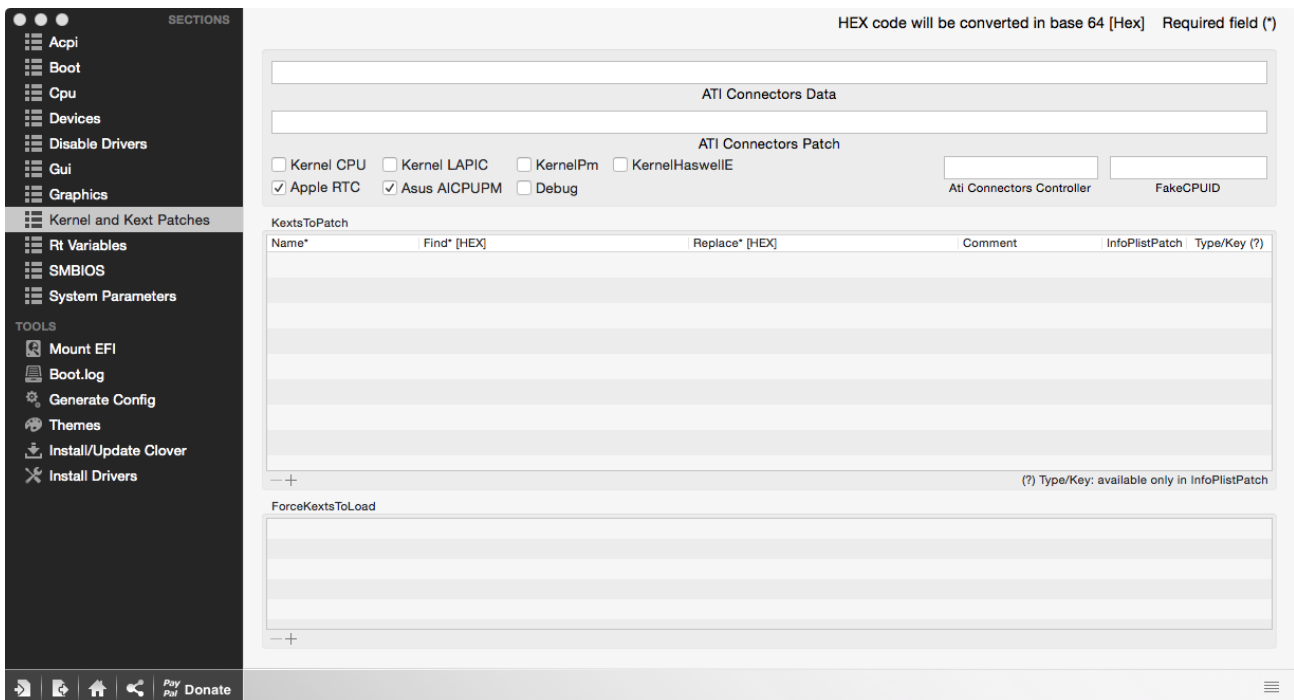 SECTIONS
Acpi
Boot
Cpu
Devices
Disable Drivers
Gui
Graphics
Kernel and Kext Patches
Rt Variables
SMBIOS
System Parameters
TOOLS
Mount EFI
Boot.log
Generate Config
Themes
Install/Update Clover
Install Drivers
Pay Pal Donate
HEX code will be converted in base 64 [Hex] Required field (*)
ATI Connectors Data
ATI Connectors Patch
Kernel CPU Kernel LAPIC KernelPm KernelHaswellE
Apple RTC Asus AICPUPM Debug
Ati Connectors Controller FakeCPUID
KextsToPatch
Name* Find* [HEX] Replace* [HEX] Comment InfoPlistPatch Type/Key (?)
(?) Type/Key: available only in InfoPlistPatch
ForceKextsToLoad